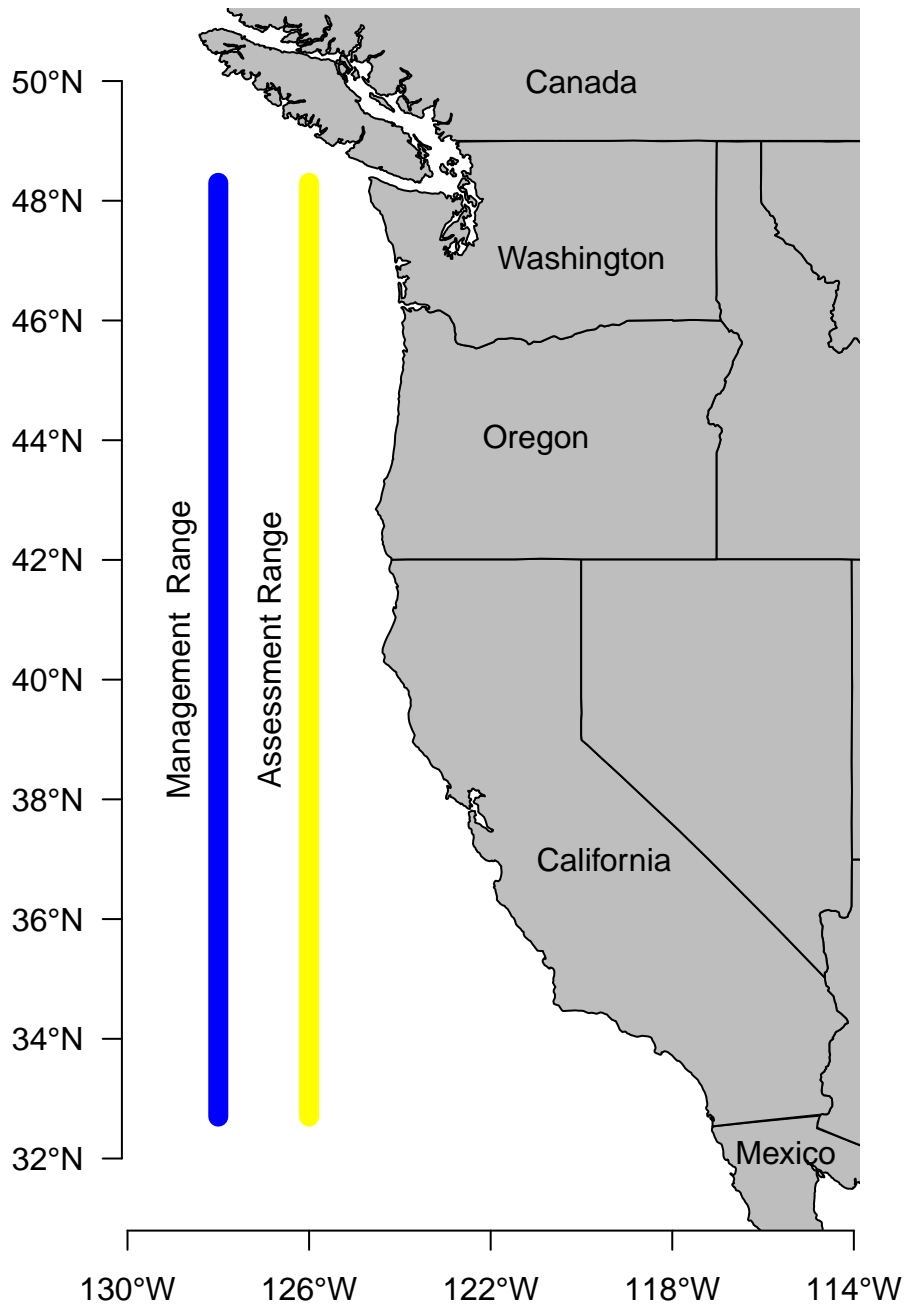 50°N
48°N
46°N
44°N
42°N
40°N
38°N
36°N
34°N
32°N
Canada
Washington
Oregon
California
Mexico
Management Range
Assessment Range
130°W
126°W
122°W
118°W
114°W